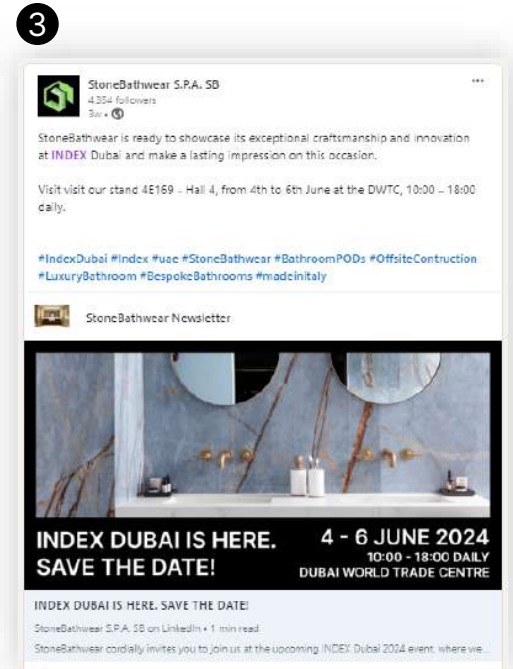 3
StoneBathwear S.P.A. SB
4.354 followers
3w •
StoneBathwear is ready to showcase its exceptional craftsmanship and innovation
at INDEX Dubai and make a lasting impression on this occasion.
Visit visit our stand 4E169 - Hall 4, from 4th to 6th June at the DWTC, 10:00 – 18:00
daily.
#IndexDubai #Index #uae #StoneBathwear #BathroomPODs #OffsiteContruction
#LuxuryBathroom #BespokeBathrooms #madeinitaly
StoneBathwear Newsletter
INDEX DUBAI IS HERE.
SAVE THE DATE!
4 - 6 JUNE 2024
10:00 - 18:00 DAILY
DUBAI WORLD TRADE CENTRE
INDEX DUBAI IS HERE. SAVE THE DATE!
StoneBathwear S.P.A. SB on LinkedIn • 1 min read
StoneBathwear cordially invites you to join us at the upcoming INDEX Dubai 2024 event, where we...